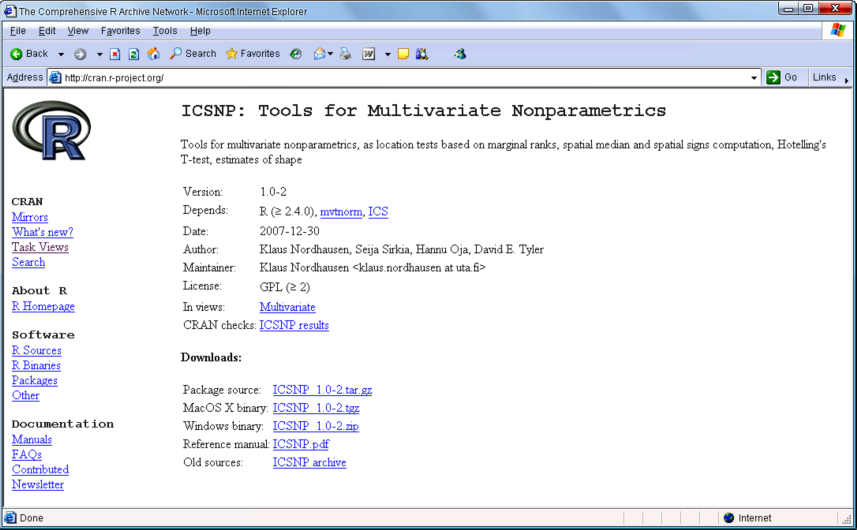 The Comprehensive R Archive Network - Microsoft Internet Explorer
File Edit View Favorites Tools Help
Back Search Favorites
Address http://cran.r-project.org/ Go Links
R
CRAN
Mirrors
What's new?
Task Views
Search
About R
R Homepage
Software
R Sources
R Binaries
Packages
Other
Documentation
Manuals
FAQs
Contributed
Newsletter
ICSNP: Tools for Multivariate Nonparametrics
Tools for multivariate nonparametrics, as location tests based on marginal ranks, spatial median and spatial signs computation, Hotelling's
T-test, estimates of shape
Version: 1.0-2
Depends: R (≥ 2.4.0), mvtnorm, ICS
Date: 2007-12-30
Author: Klaus Nordhausen, Seija Sirkia, Hannu Oja, David E. Tyler
Maintainer: Klaus Nordhausen <klaus.nordhausen at uta.fi>
License: GPL (≥ 2)
In views: Multivariate
CRAN checks: ICSNP results
Downloads:
Package source: ICSNP_1.0-2.tar.gz
MacOS X binary: ICSNP_1.0-2.tgz
Windows binary: ICSNP_1.0-2.zip
Reference manual: ICSNP.pdf
Old sources: ICSNP archive
Done Internet